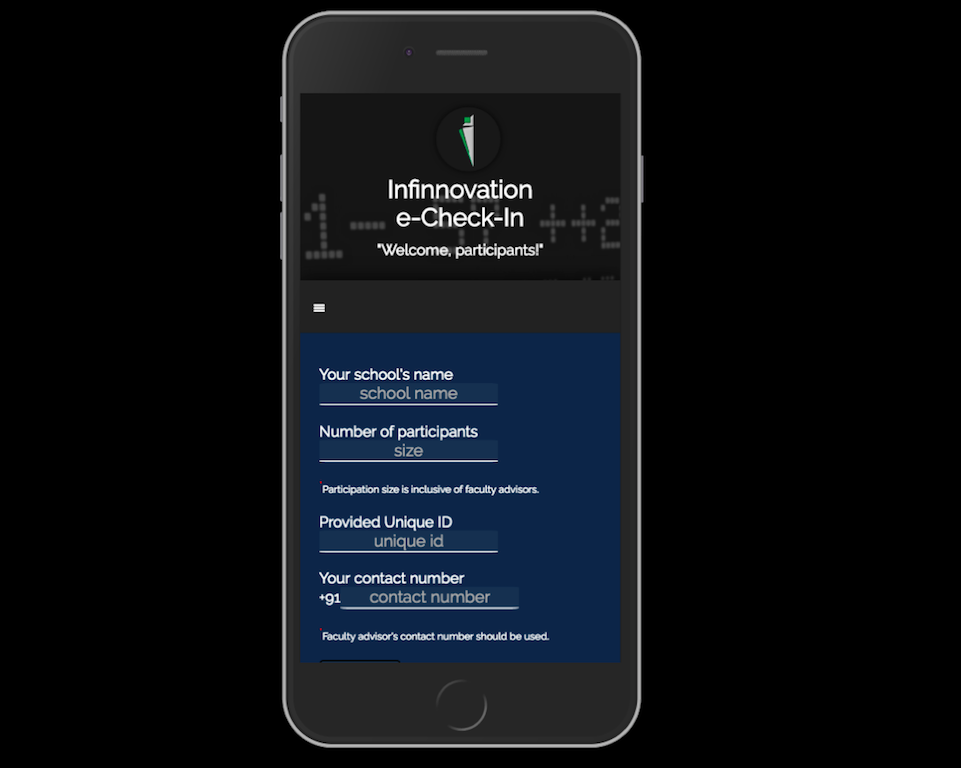 Infinnovation
e-Check-In
"Welcome, participants!"
Your school's name
school name
Number of participants
size
*Participation size is inclusive of faculty advisors.
Provided Unique ID
unique id
Your contact number
+91 contact number
*Faculty advisor's contact number should be used.